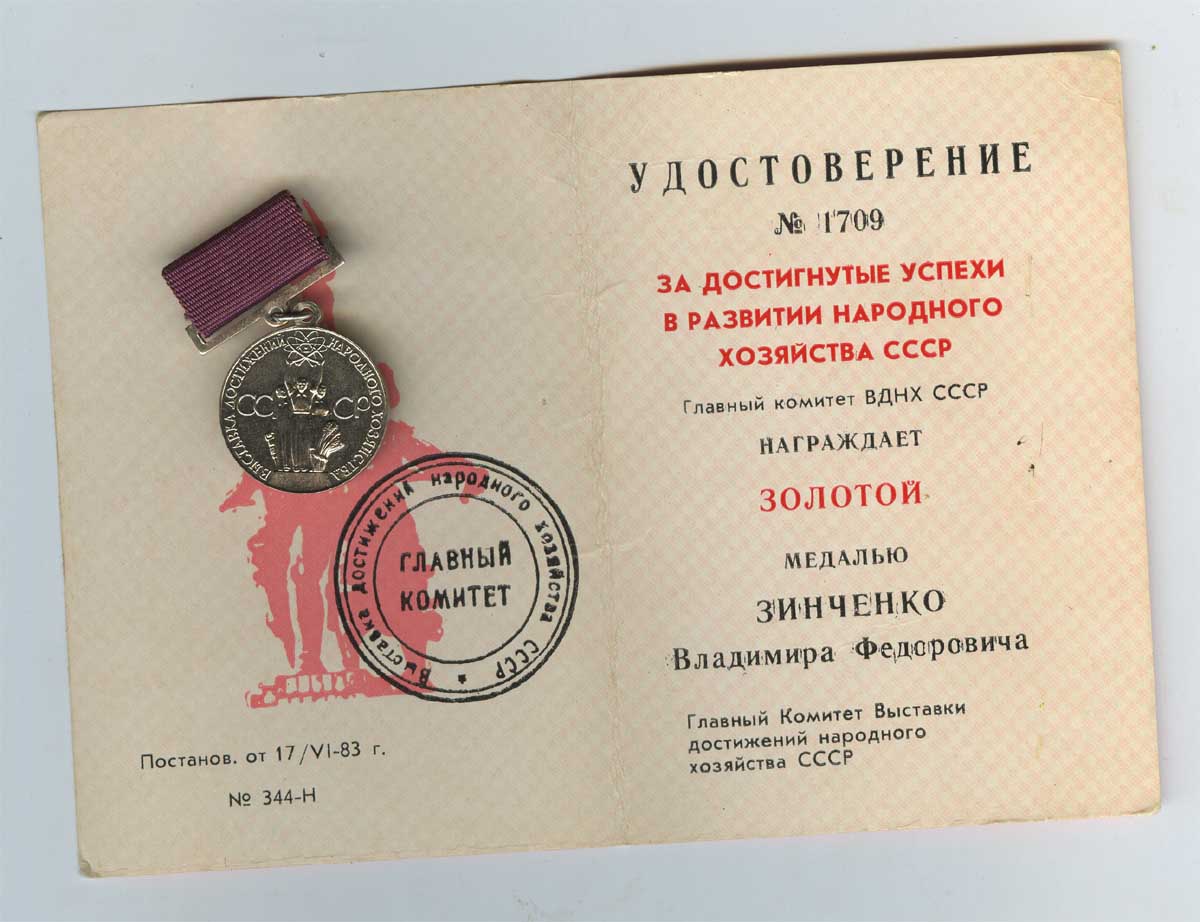 ВЫСТАВКА ДОСТИЖЕНИЙ НАРОДНОГО ХОЗЯЙСТВА
СС СР
Выставка достижений народного хозяйства СССР
ГЛАВНЫЙ
КОМИТЕТ
Постанов. от 17/VI-83 г.
№ 344-Н
УДОСТОВЕРЕНИЕ
№ 1709
ЗА ДОСТИГНУТЫЕ УСПЕХИ
В РАЗВИТИИ НАРОДНОГО
ХОЗЯЙСТВА СССР
Главный комитет ВДНХ СССР
НАГРАЖДАЕТ
ЗОЛОТОЙ
МЕДАЛЬЮ
ЗИНЧЕНКО
Владимира Федоровича
Главный Комитет Выставки
достижений народного
хозяйства СССР